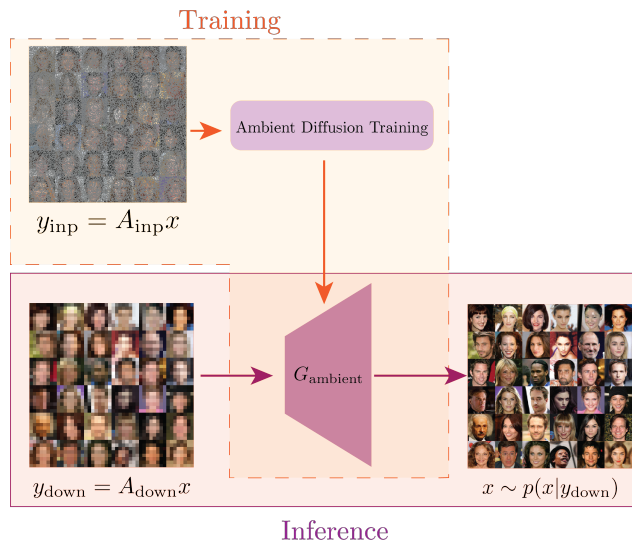 Training
Ambient Diffusion Training
y_inp = A_inp x
G_ambient
y_down = A_down x
x ∼ p(x|y_down)
Inference